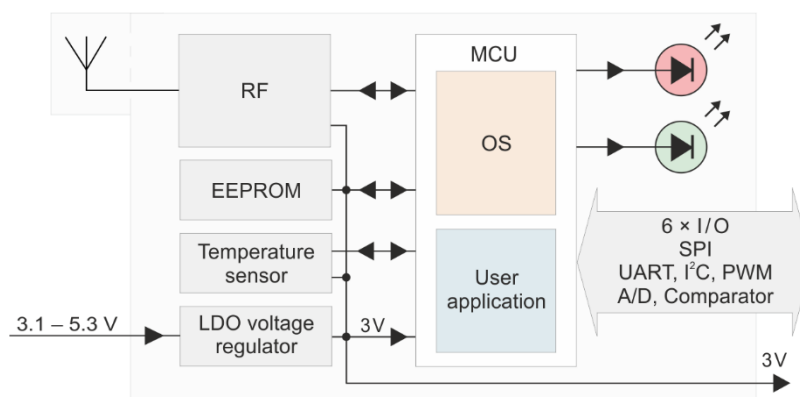 RF
MCU
OS
EEPROM
Temperature
sensor
User
application
6 × I/O
SPI
UART, I²C, PWM
A/D, Comparator
3.1 – 5.3 V
LDO voltage
regulator
3V
3V